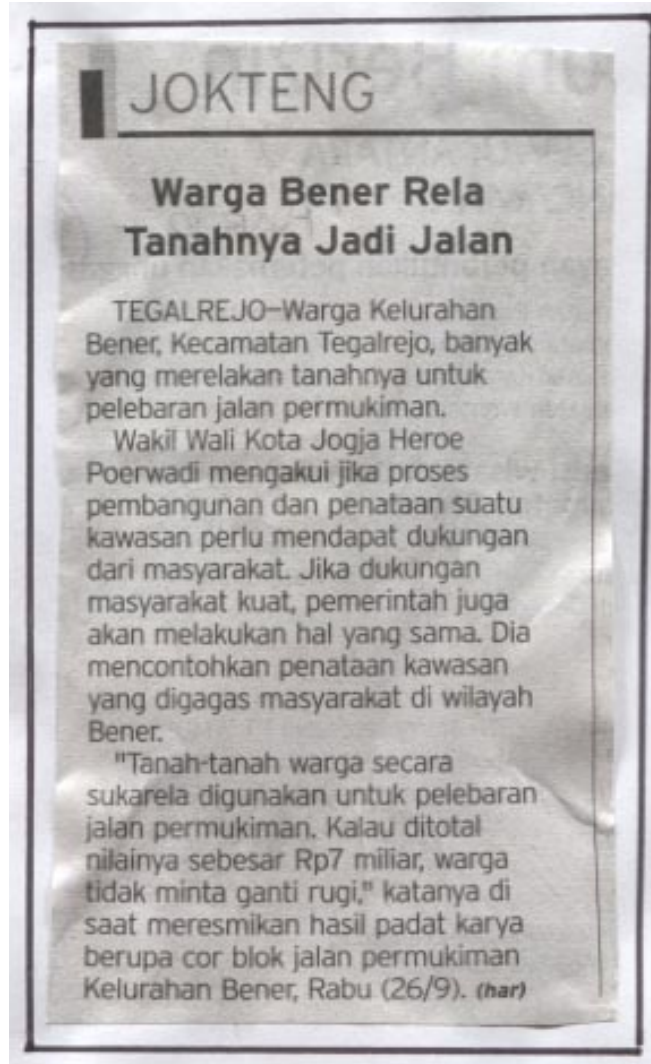 JOKTENG
Warga Bener Rela
Tanahnya Jadi Jalan
TEGALREJO–Warga Kelurahan
Bener, Kecamatan Tegalrejo, banyak
yang merelakan tanahnya untuk
pelebaran jalan permukiman.
Wakil Wali Kota Jogja Heroe
Poerwadi mengakui jika proses
pembangunan dan penataan suatu
kawasan perlu mendapat dukungan
dari masyarakat. Jika dukungan
masyarakat kuat, pemerintah juga
akan melakukan hal yang sama. Dia
mencontohkan penataan kawasan
yang digagas masyarakat di wilayah
Bener.
"Tanah-tanah warga secara
sukarela digunakan untuk pelebaran
jalan permukiman. Kalau ditotal
nilainya sebesar Rp7 miliar, warga
tidak minta ganti rugi," katanya di
saat meresmikan hasil padat karya
berupa cor blok jalan permukiman
Kelurahan Bener, Rabu (26/9). (har)